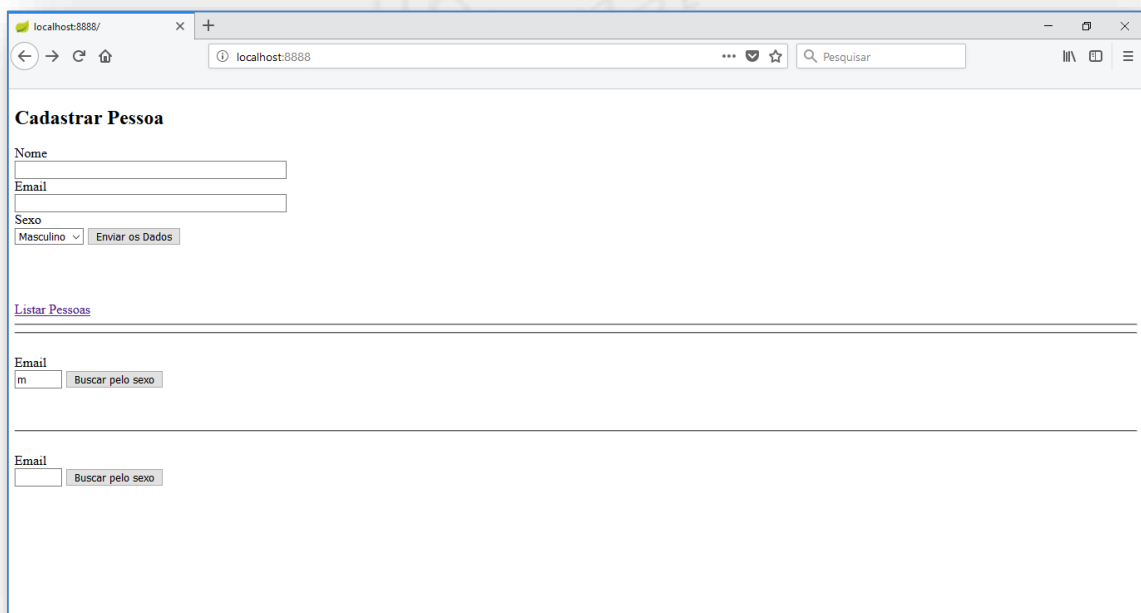 localhost:8888/
localhost:8888
Pesquisar
Cadastrar Pessoa
Nome
Email
Sexo
Masculino Enviar os Dados
Listar Pessoas
Email
m Buscar pelo sexo
Email
Buscar pelo sexo